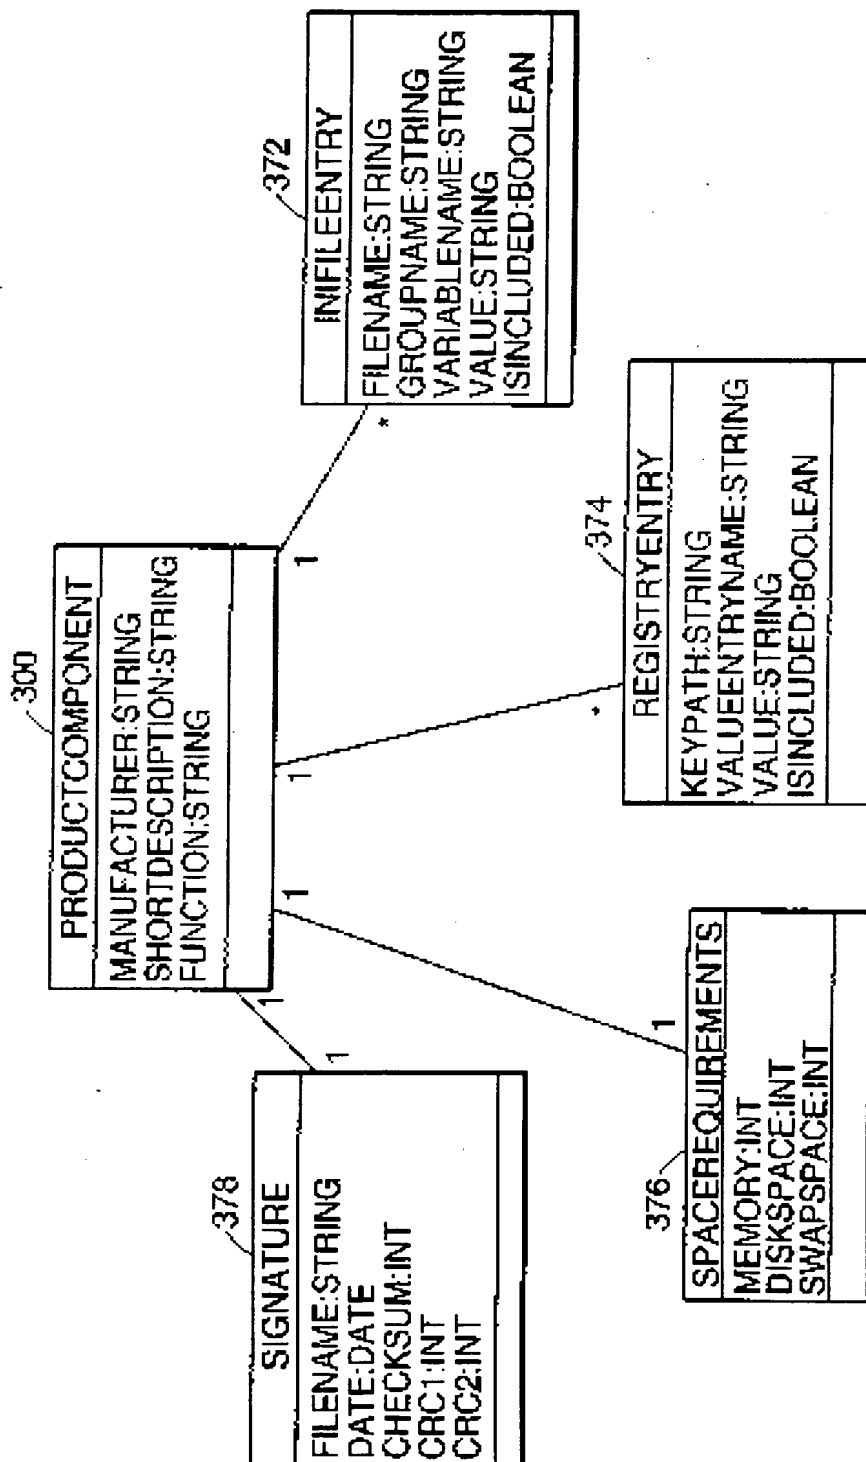 300
PRODUCTCOMPONENT
MANUFACTURER:STRING
SHORTDESCRIPTION:STRING
FUNCTION:STRING
1
1
1
1
378
SIGNATURE
FILENAME:STRING
DATE:DATE
CHECKSUM:INT
CRC1:INT
CRC2:INT
1
376
SPACEREQUIREMENTS
MEMORY:INT
DISKSPACE:INT
SWAPSPACE:INT
1
374
REGISTRYENTRY
KEYPATH:STRING
VALUEENTRYNAME:STRING
VALUE:STRING
ISINCLUDED:BOOLEAN
*
372
INIFILEENTRY
FILENAME:STRING
GROUPNAME:STRING
VARIABLENAME:STRING
VALUE:STRING
ISINCLUDED:BOOLEAN
*